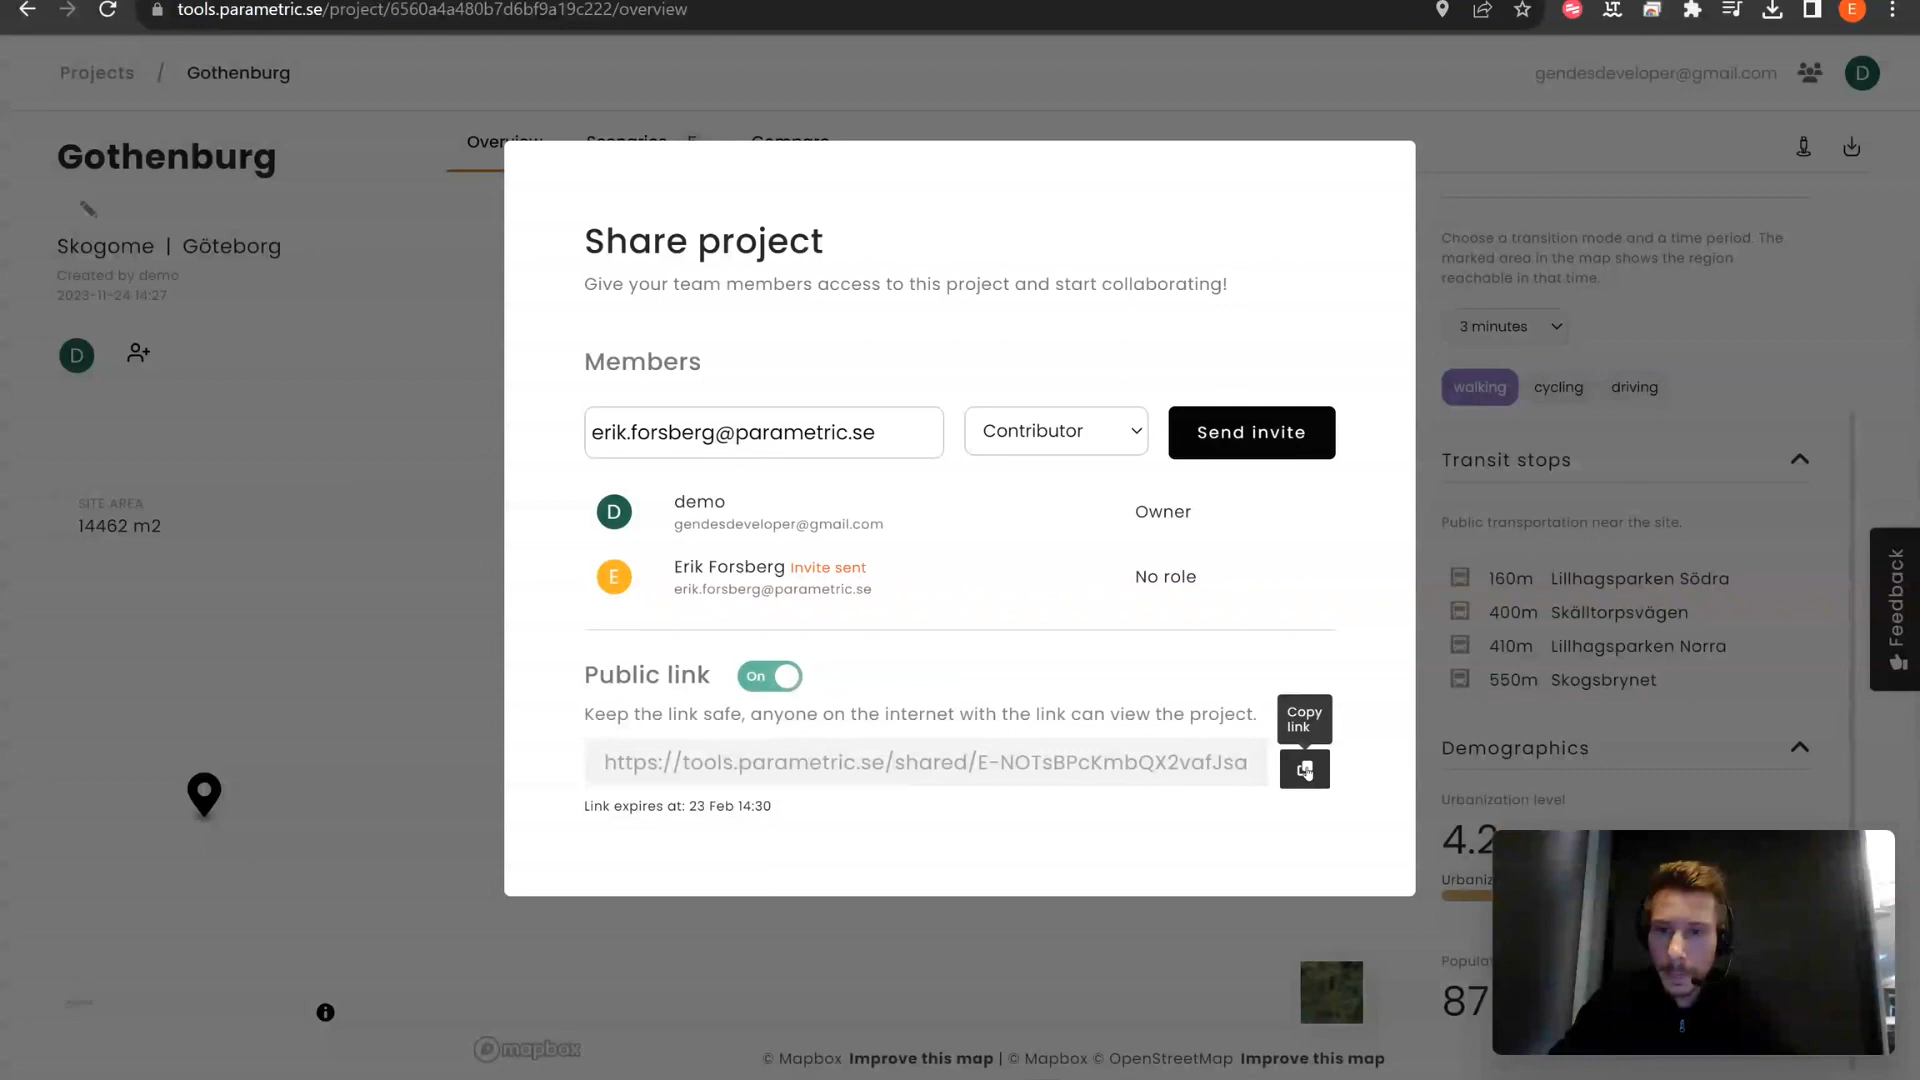 tools.parametric.se/project/6560a4a480b7d6bf9a19c222/overview
E
Projects / Gothenburg
gendesdeveloper@gmail.com
D
Gothenburg
Overview
Scenarios 5
Compare
Skogome | Göteborg
Created by demo
2023-11-24 14:27
D
SITE AREA
14462 m2
Share project
Give your team members access to this project and start collaborating!
Members
erik.forsberg@parametric.se
Contributor
Send invite
D
demo
gendesdeveloper@gmail.com
Owner
E
Erik Forsberg Invite sent
erik.forsberg@parametric.se
No role
Public link
On
Keep the link safe, anyone on the internet with the link can view the project.
Copy
link
https://tools.parametric.se/shared/E-NOTsBPcKmbQX2vafJsa
Link expires at: 23 Feb 14:30
Choose a transition mode and a time period. The
marked area in the map shows the region
reachable in that time.
3 minutes
walking
cycling
driving
Transit stops
Public transportation near the site.
160m Lillhagsparken Södra
400m Skälltorpsvägen
410m Lillhagsparken Norra
550m Skogsbrynet
Feedback
Demographics
Urbanization level
4.2
Urbaniz
Populat
87
mapbox
© Mapbox Improve this map | © Mapbox © OpenStreetMap Improve this map